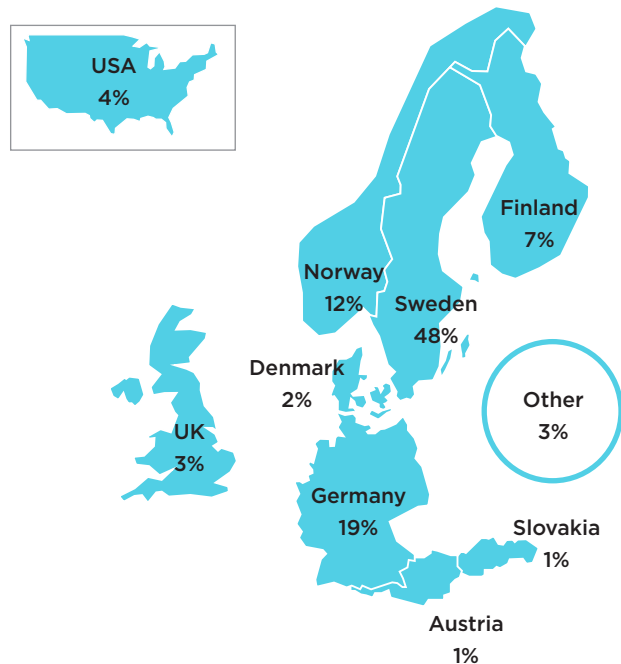 USA
4%
Finland
7%
Norway
12%
Sweden
48%
Denmark
2%
Other
3%
UK
3%
Germany
19%
Slovakia
1%
Austria
1%